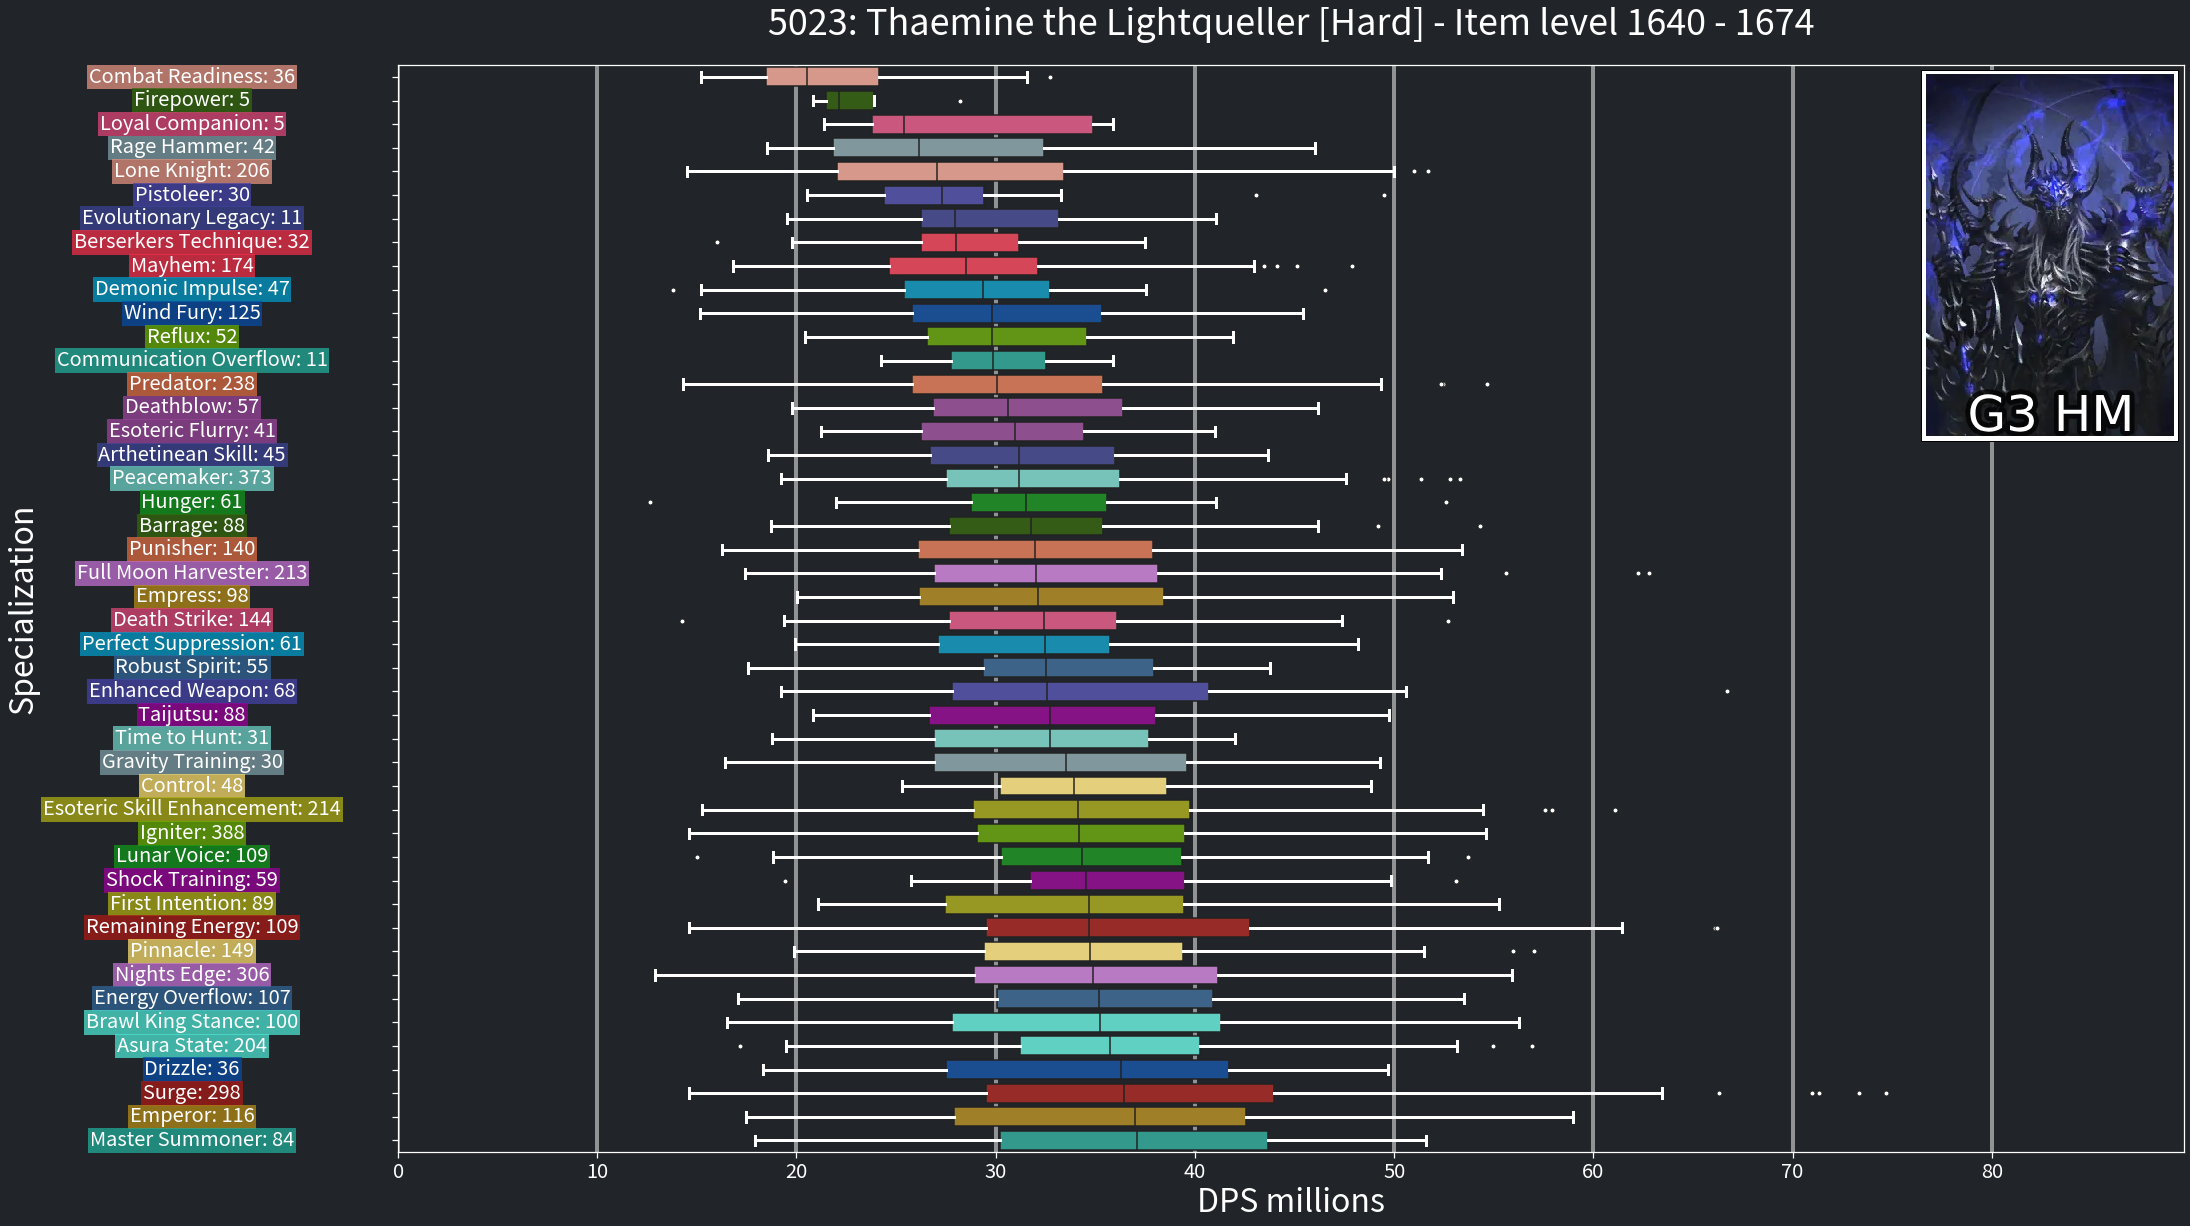 5023: Thaemine the Lightqueller [Hard] - Item level 1640 - 1674
Combat Readiness: 36
Firepower: 5
Loyal Companion: 5
Rage Hammer: 42
Lone Knight: 206
Pistoleer: 30
Evolutionary Legacy: 11
Berserkers Technique: 32
Mayhem: 174
Demonic Impulse: 47
Wind Fury: 125
Reflux: 52
Communication Overflow: 11
Predator: 238
Deathblow: 57
Esoteric Flurry: 41
Arthetinean Skill: 45
Peacemaker: 373
Hunger: 61
Barrage: 88
Punisher: 140
Full Moon Harvester: 213
Empress: 98
Death Strike: 144
Perfect Suppression: 61
Robust Spirit: 55
Enhanced Weapon: 68
Taijutsu: 88
Time to Hunt: 31
Gravity Training: 30
Control: 48
Esoteric Skill Enhancement: 214
Igniter: 388
Lunar Voice: 109
Shock Training: 59
First Intention: 89
Remaining Energy: 109
Pinnacle: 149
Nights Edge: 306
Energy Overflow: 107
Brawl King Stance: 100
Asura State: 204
Drizzle: 36
Surge: 298
Emperor: 116
Master Summoner: 84
Specialization
G3 HM
0 10 20 30 40 50 60 70 80
DPS millions